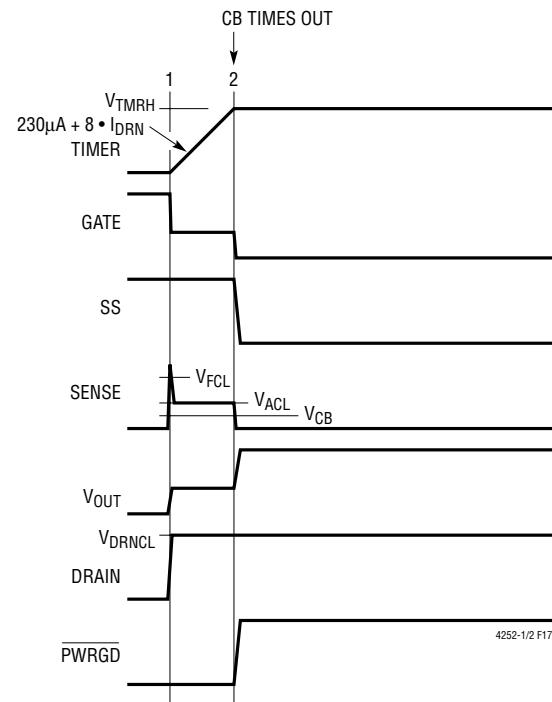 CB TIMES OUT
1 2
V_TMRH
230µA + 8 • I_DRN
TIMER
GATE
SS
V_FCL
SENSE
V_ACL
V_CB
V_OUT
V_DRNCL
DRAIN
4252-1/2 F17
PWRGD